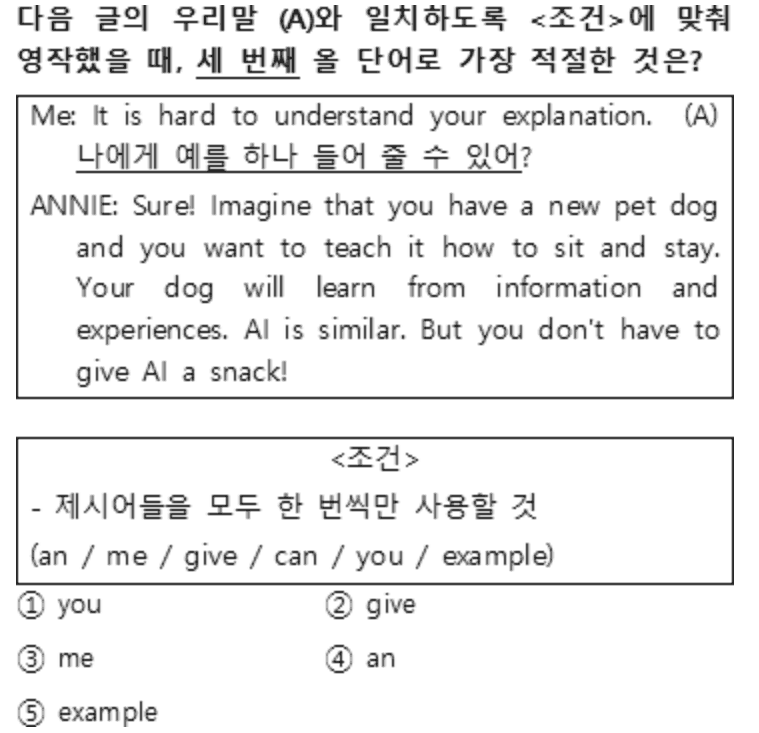 다음 글의 우리말 (A)와 일치하도록 <조건>에 맞춰
영작했을 때, 세 번째 올 단어로 가장 적절한 것은?
Me: It is hard to understand your explanation. (A)
나에게 예를 하나 들어 줄 수 있어?
ANNIE: Sure! Imagine that you have a new pet dog
and you want to teach it how to sit and stay.
Your dog will learn from information and
experiences. AI is similar. But you don't have to
give AI a snack!
<조건>
- 제시어들을 모두 한 번씩만 사용할 것
(an / me / give / can / you / example)
① you ② give
③ me ④ an
⑤ example